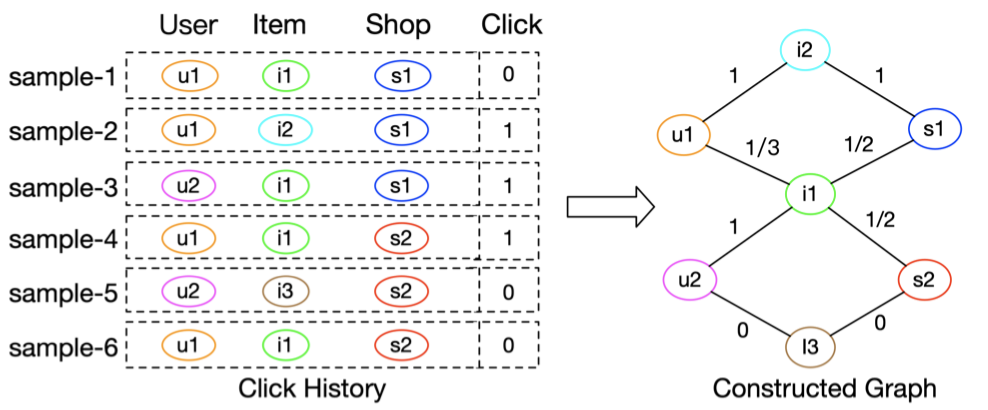 User Item Shop Click
sample-1 u1 i1 s1 0
sample-2 u1 i2 s1 1
sample-3 u2 i1 s1 1
sample-4 u1 i1 s2 1
sample-5 u2 i3 s2 0
sample-6 u1 i1 s2 0
Click History
i2
1 1
u1 s1
1/3 1/2
i1
1 1/2
u2 s2
0 0
I3
Constructed Graph